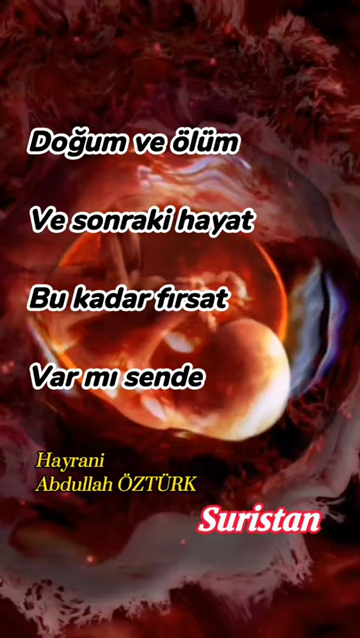 Doğum ve ölüm
Ve sonraki hayat
Bu kadar fırsat
Var mı sende
Hayrani
Abdullah ÖZTÜRK
Suristan